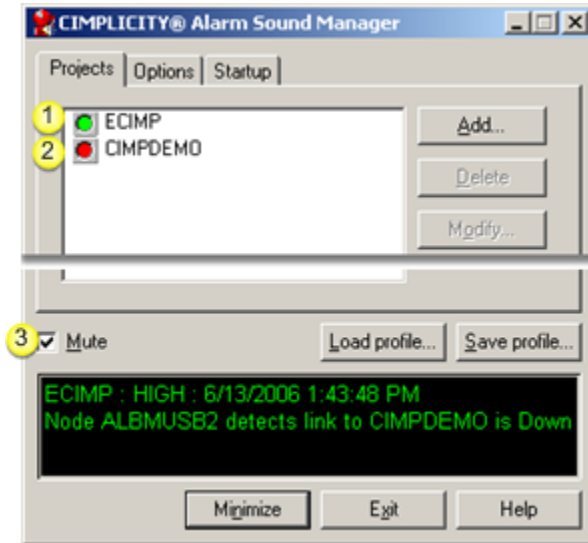 CIMPLICITY® Alarm Sound Manager
Projects Options Startup
1 ECIMP
2 CIMPDEMO
Add...
Delete
Modify...
3 Mute
Load profile...
Save profile...
ECIMP : HIGH : 6/13/2006 1:43:48 PM
Node ALBMUSB2 detects link to CIMPDEMO is Down
Minimize
Exit
Help